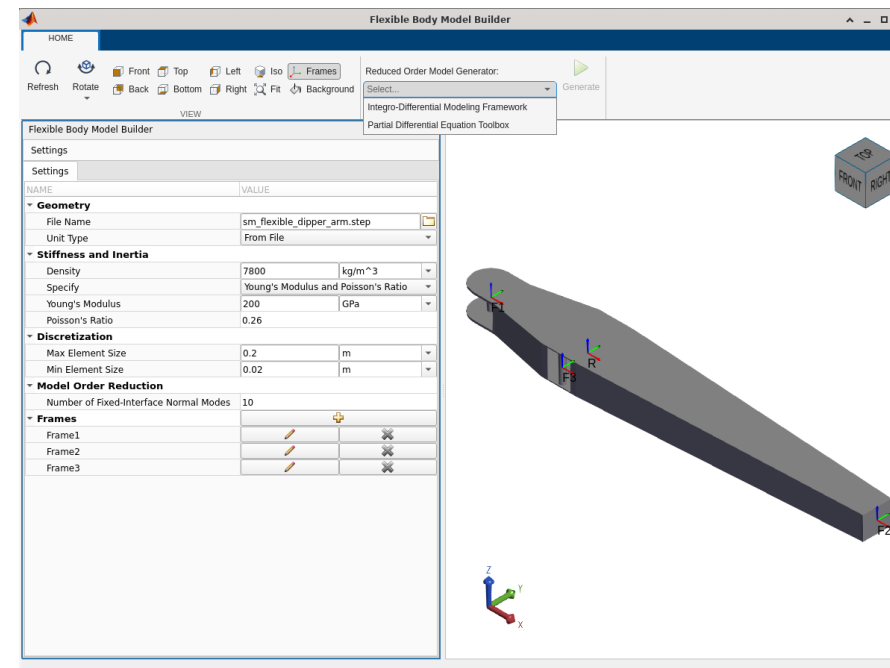 Flexible Body Model Builder
HOME
Refresh
Rotate
Front Top Left Iso Frames
Back Bottom Right Fit Background
VIEW
Reduced Order Model Generator:
Select...
Integro-Differential Modeling Framework
Partial Differential Equation Toolbox
Generate
Flexible Body Model Builder
Settings
Settings
NAME VALUE
Geometry
File Name sm_flexible_dipper_arm.step
Unit Type From File
Stiffness and Inertia
Density 7800 kg/m^3
Specify Young's Modulus and Poisson's Ratio
Young's Modulus 200 GPa
Poisson's Ratio 0.26
Discretization
Max Element Size 0.2 m
Min Element Size 0.02 m
Model Order Reduction
Number of Fixed-Interface Normal Modes 10
Frames
Frame1
Frame2
Frame3
TOP
FRONT RIGHT
F1
R
F3
F2
Z
Y
X